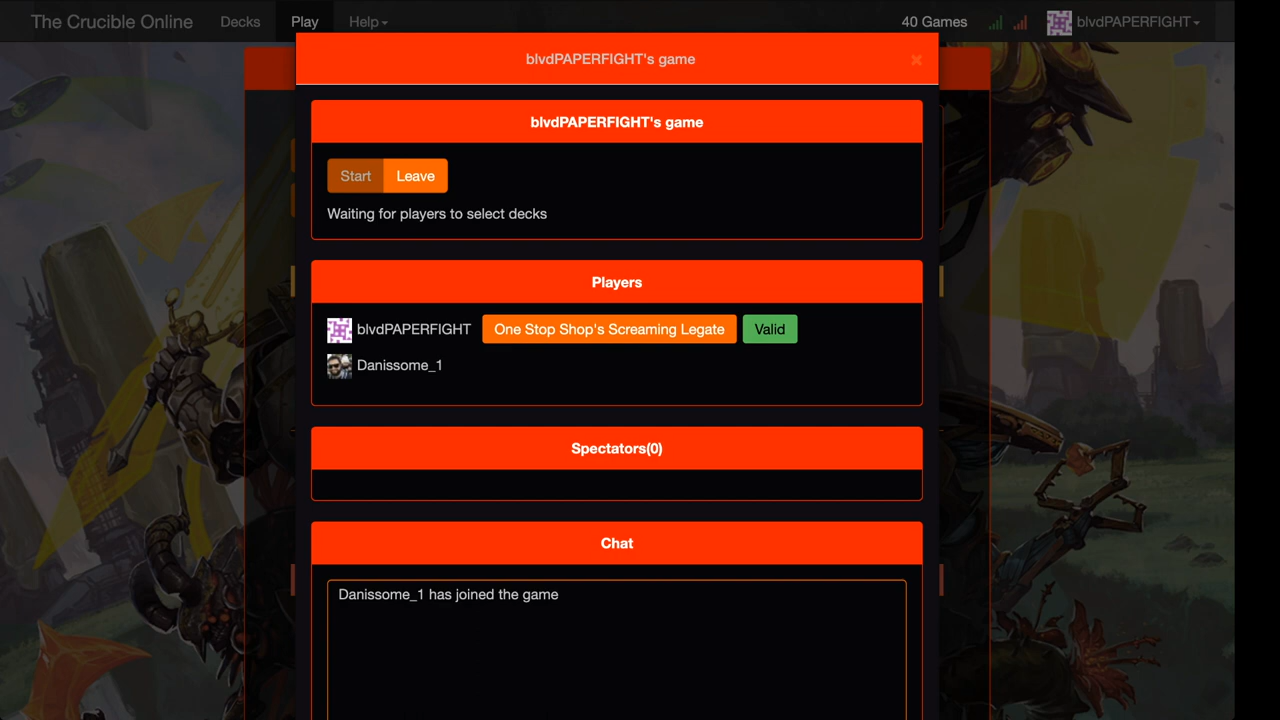 The Crucible Online Decks Play Help 40 Games blvdPAPERFIGHT
blvdPAPERFIGHT's game ×
blvdPAPERFIGHT's game
Start Leave
Waiting for players to select decks
Players
blvdPAPERFIGHT One Stop Shop's Screaming Legate Valid
Danissome_1
Spectators(0)
Chat
Danissome_1 has joined the game